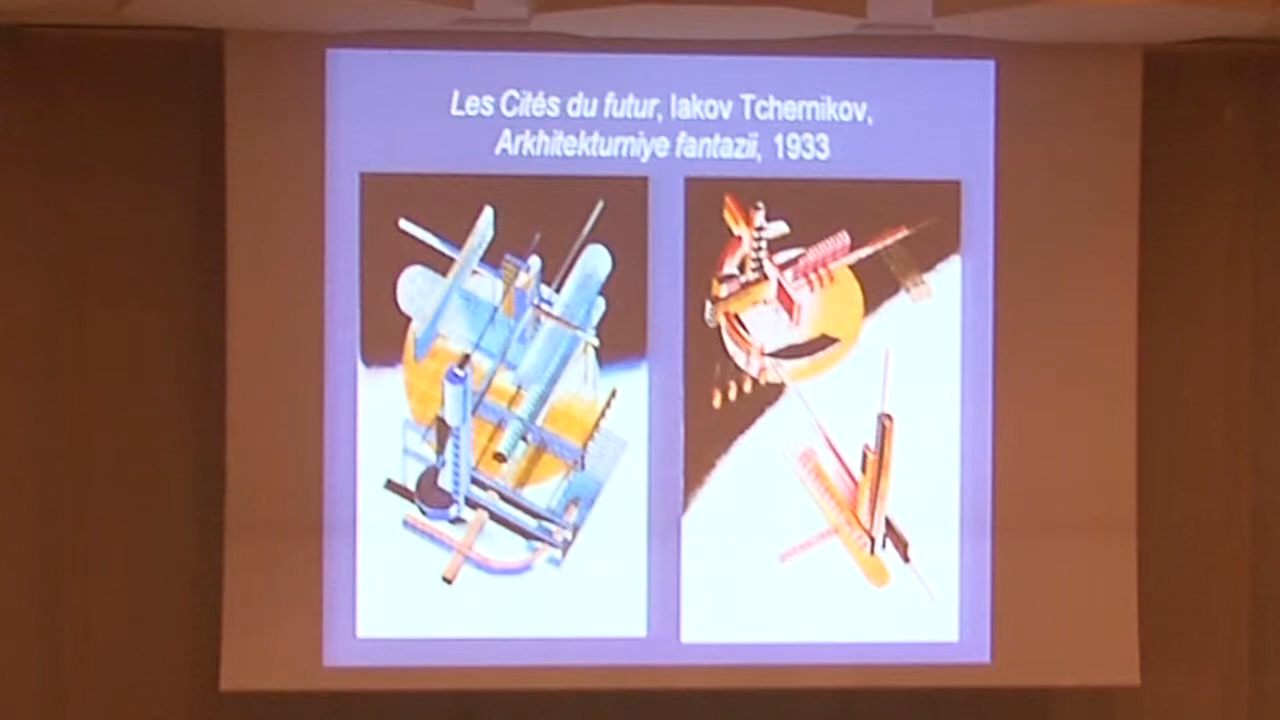 Les Cités du futur, Iakov Tchernikov,
Arkhitekturniye fantazii, 1933